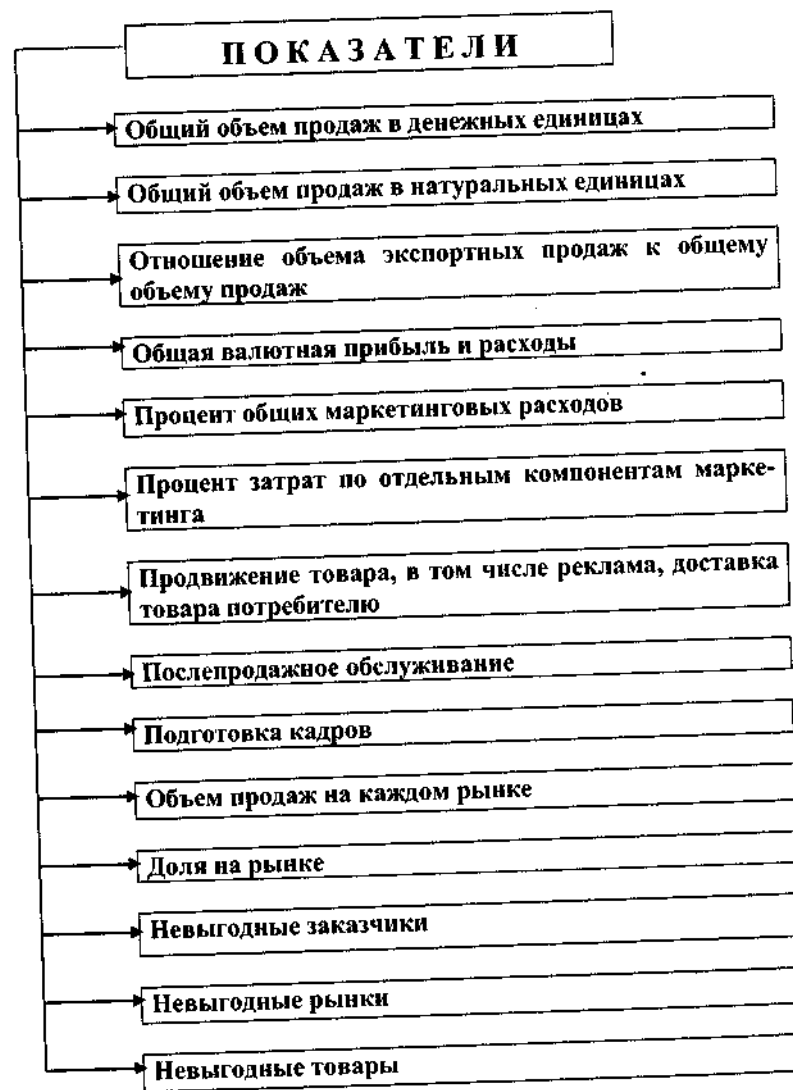 ПОКАЗАТЕЛИ
Общий объем продаж в денежных единицах
Общий объем продаж в натуральных единицах
Отношение объема экспортных продаж к общему
объему продаж
Общая валютная прибыль и расходы
Процент общих маркетинговых расходов
Процент затрат по отдельным компонентам марке-
тинга
Продвижение товара, в том числе реклама, доставка
товара потребителю
Послепродажное обслуживание
Подготовка кадров
Объем продаж на каждом рынке
Доля на рынке
Невыгодные заказчики
Невыгодные рынки
Невыгодные товары